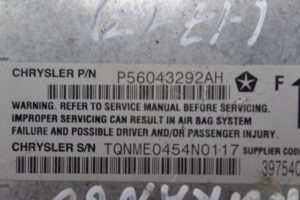 CHRYSLER P/N P56043292AH F
WARNING. REFER TO SERVICE MANUAL BEFORE SERVICING.
IMPROPER SERVICING CAN RESULT IN AIR BAG SYSTEM
FAILURE AND POSSIBLE DRIVER AND/OR PASSENGER INJURY.
CHRYSLER S/N TQNME0454N0117 SUPPLIER CODE
397540